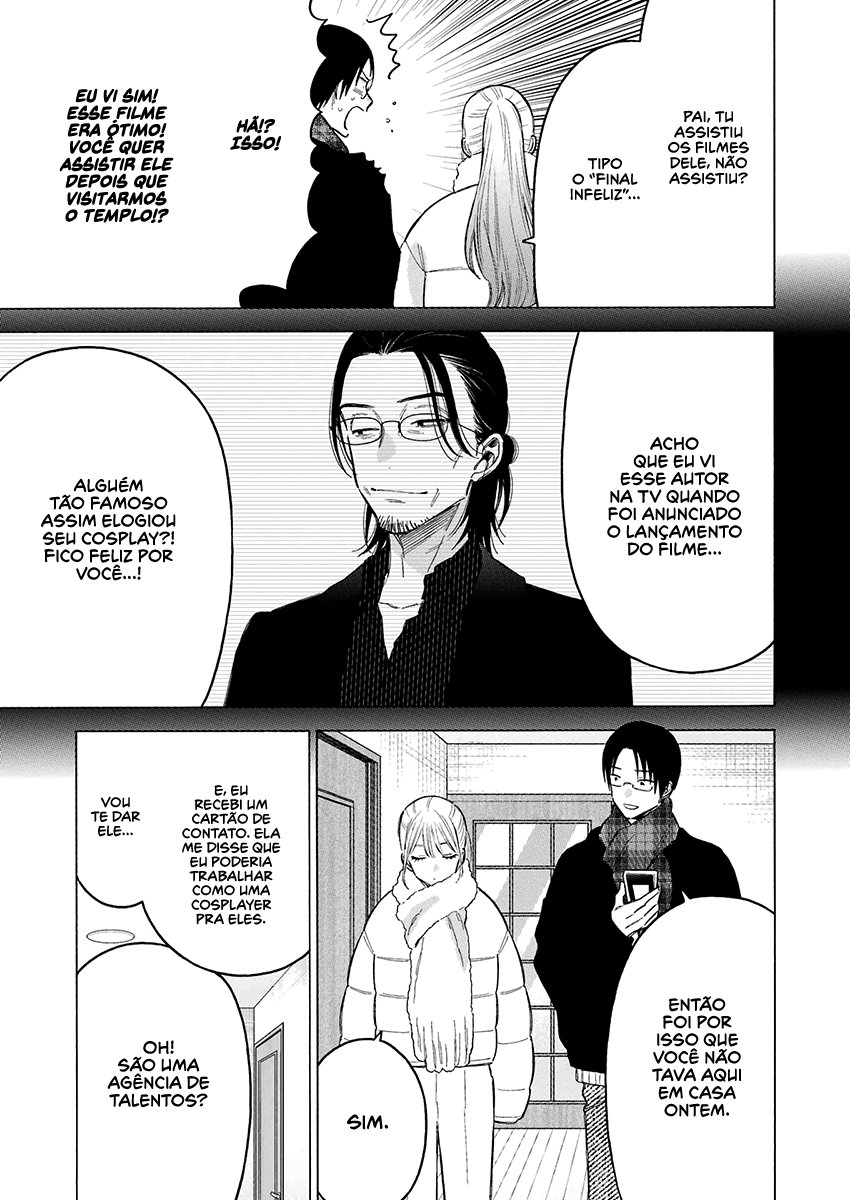 PAI, TU
ASSISTIU
OS FILMES
DELE, NÃO
ASSISTIU?
TIPO
O "FINAL
INFELIZ"...
HÃ!?
ISSO!
EU VI SIM!
ESSE FILME
ERA ÓTIMO!
VOCÊ QUER
ASSISTIR ELE
DEPOIS QUE
VISITARMOS
O TEMPLO!?
ACHO
QUE EU VI
ESSE AUTOR
NA TV QUANDO
FOI ANUNCIADO
O LANÇAMENTO
DO FILME...
ALGUÉM
TÃO FAMOSO
ASSIM ELOGIOU
SEU COSPLAY?!
FICO FELIZ POR
VOCÊ...!
ENTÃO
FOI POR
ISSO QUE
VOCÊ NÃO
TAVA AQUI
EM CASA
ONTEM.
SIM.
E, EU
RECEBI UM
CARTÃO DE
CONTATO. ELA
ME DISSE QUE
EU PODERIA
TRABALHAR
COMO UMA
COSPLAYER
PRA ELES.
VOU
TE DAR
ELE...
OH!
SÃO UMA
AGÊNCIA DE
TALENTOS?